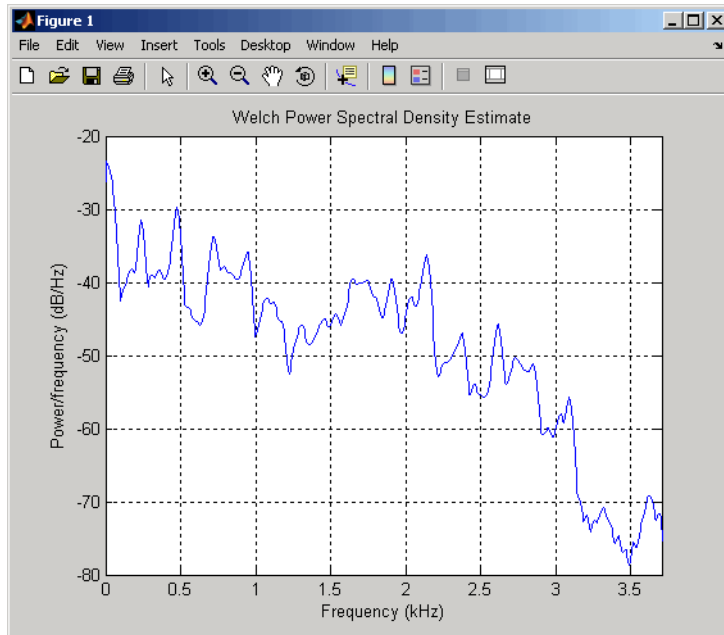 Figure 1
File Edit View Insert Tools Desktop Window Help
Welch Power Spectral Density Estimate
-20
-30
-40
-50
-60
-70
-80
Power/frequency (dB/Hz)
0 0.5 1 1.5 2 2.5 3 3.5
Frequency (kHz)